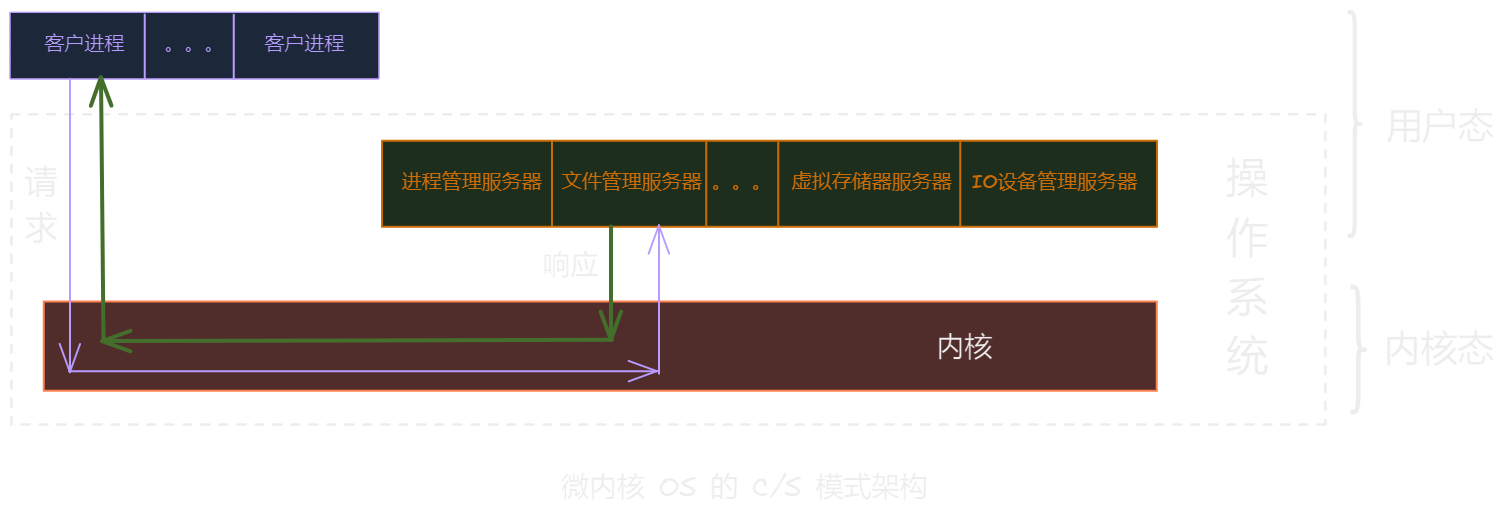 客户进程 。。。 客户进程
用户态
请求
进程管理服务器 文件管理服务器 。。。 虚拟存储器服务器 IO设备管理服务器
操作系统
响应
内核
内核态
微内核 OS 的 C/S 模式架构